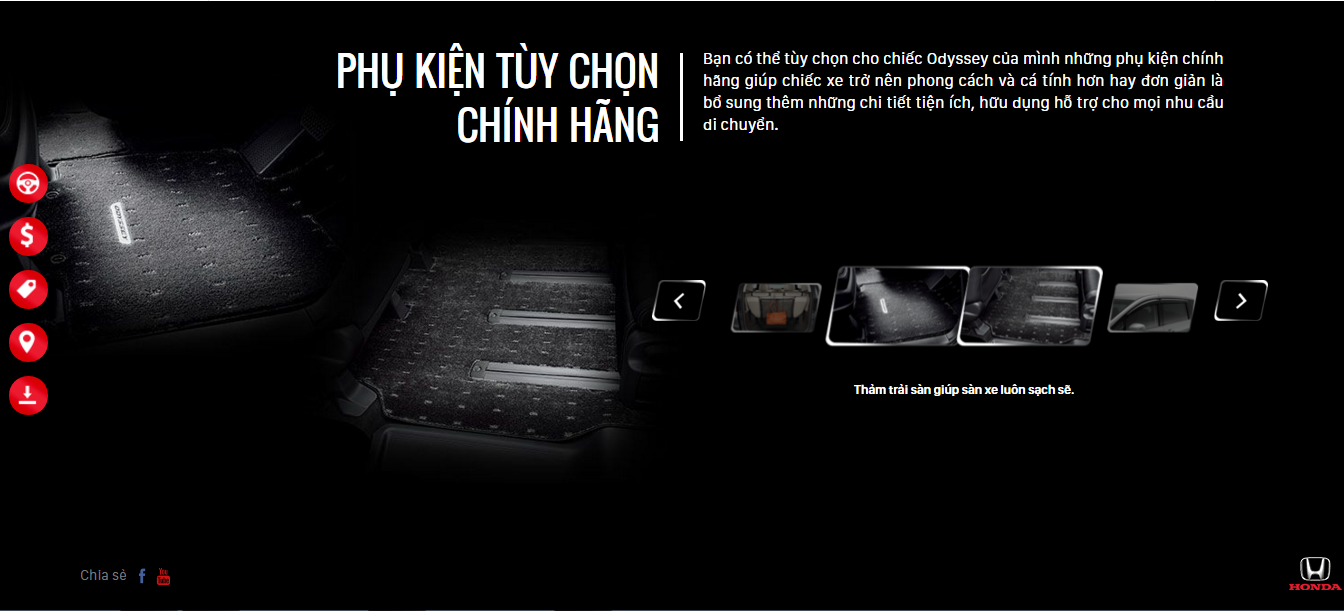 PHỤ KIỆN TÙY CHỌN
CHÍNH HÃNG
Bạn có thể tùy chọn cho chiếc Odyssey của mình những phụ kiện chính
hãng giúp chiếc xe trở nên phong cách và cá tính hơn hay đơn giản là
bổ sung thêm những chi tiết tiện ích, hữu dụng hỗ trợ cho mọi nhu cầu
di chuyển.
ODYSSEY
$
Thảm trải sàn giúp sàn xe luôn sạch sẽ.
Chia sẻ
f
You
Tube
HONDA